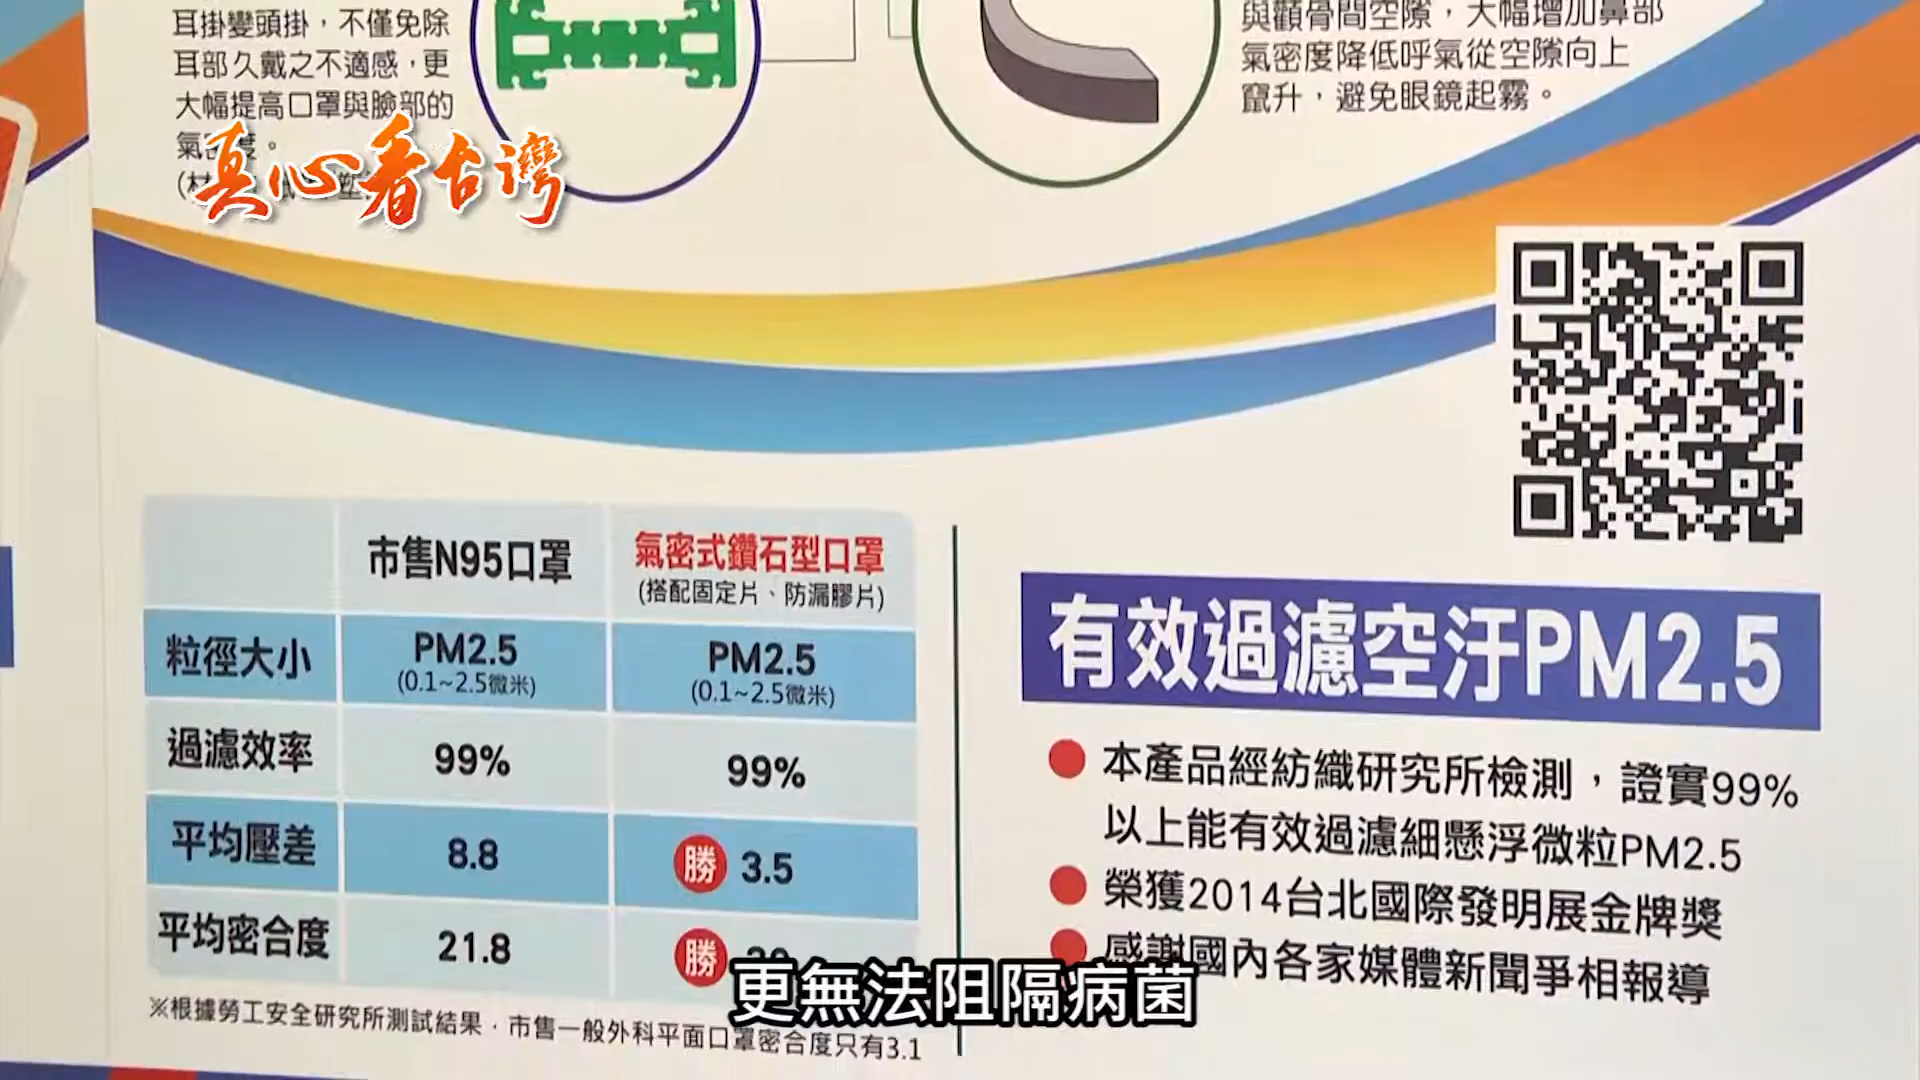 耳掛變頭掛，不僅免除
耳部久戴之不適感，更
大幅提高口罩與臉部的
氣密度。
與顴骨間空隙，大幅增加鼻部
氣密度降低呼氣從空隙向上
竄升，避免眼鏡起霧。
真心看台灣
市售N95口罩
氣密式鑽石型口罩
(搭配固定片、防漏膠片)
粒徑大小
PM2.5
(0.1~2.5微米)
PM2.5
(0.1~2.5微米)
過濾效率
99%
99%
平均壓差
8.8
勝 3.5
平均密合度
21.8
勝
※根據勞工安全研究所測試結果，市售一般外科平面口罩密合度只有3.1
有效過濾空汙PM2.5
本產品經紡織研究所檢測，證實99%
以上能有效過濾細懸浮微粒PM2.5
榮獲2014台北國際發明展金牌獎
感謝國內各家媒體新聞爭相報導
更無法阻隔病菌